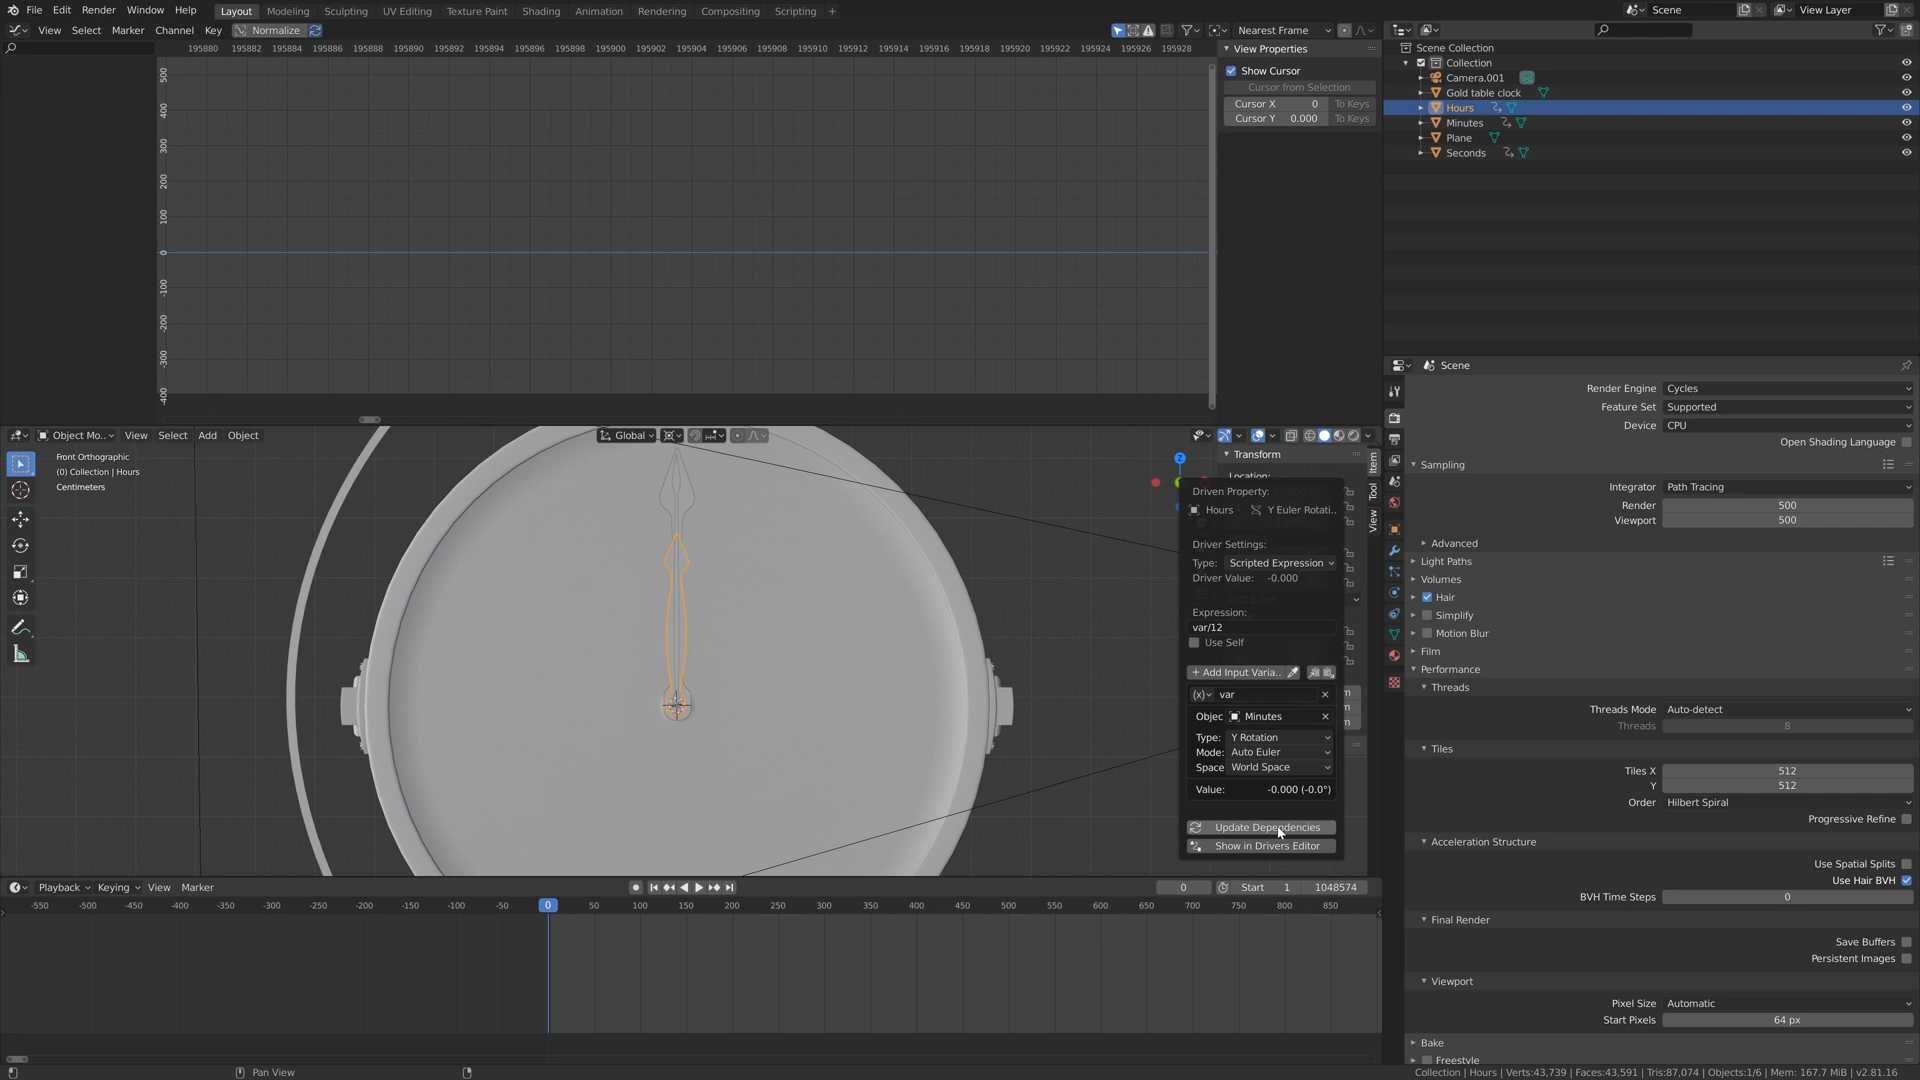 File Edit Render Window Help Layout Modeling Sculpting UV Editing Texture Paint Shading Animation Rendering Compositing Scripting + Scene View Layer
View Select Marker Channel Key Normalize Nearest Frame
195880 195882 195884 195886 195888 195890 195892 195894 195896 195898 195900 195902 195904 195906 195908 195910 195912 195914 195916 195918 195920 195922 195924 195926 195928
500
400
300
200
100
0
-100
-200
-300
-400
View Properties
Show Cursor
Cursor from Selection
Cursor X 0 To Keys
Cursor Y 0.000 To Keys
Scene Collection
Collection
Camera.001
Gold table clock
Hours
Minutes
Plane
Seconds
Object Mo.. View Select Add Object Global
Front Orthographic
(0) Collection | Hours
Centimeters
Z
Transform
Location:
Item
Tool
View
Driven Property:
Hours Y Euler Rotati..
Driver Settings:
Type: Scripted Expression
Driver Value: -0.000
Expression:
var/12
Use Self
+ Add Input Varia..
(x) var
Objec Minutes
Type: Y Rotation
Mode: Auto Euler
Space World Space
Value: -0.000 (-0.0°)
Update Dependencies
Show in Drivers Editor
Scene
Render Engine Cycles
Feature Set Supported
Device CPU
Open Shading Language
Sampling
Integrator Path Tracing
Render 500
Viewport 500
Advanced
Light Paths
Volumes
Hair
Simplify
Motion Blur
Film
Performance
Threads
Threads Mode Auto-detect
Threads 8
Tiles
Tiles X 512
Y 512
Order Hilbert Spiral
Progressive Refine
Acceleration Structure
Use Spatial Splits
Use Hair BVH
BVH Time Steps 0
Final Render
Save Buffers
Persistent Images
Viewport
Pixel Size Automatic
Start Pixels 64 px
Bake
Freestyle
Playback Keying View Marker 0 Start 1 1048574
-550 -500 -450 -400 -350 -300 -250 -200 -150 -100 -50 0 50 100 150 200 250 300 350 400 450 500 550 600 650 700 750 800 850
Pan View
Collection | Hours | Verts:43,739 | Faces:43,591 | Tris:87,074 | Objects:1/6 | Mem: 167.7 MiB | v2.81.16